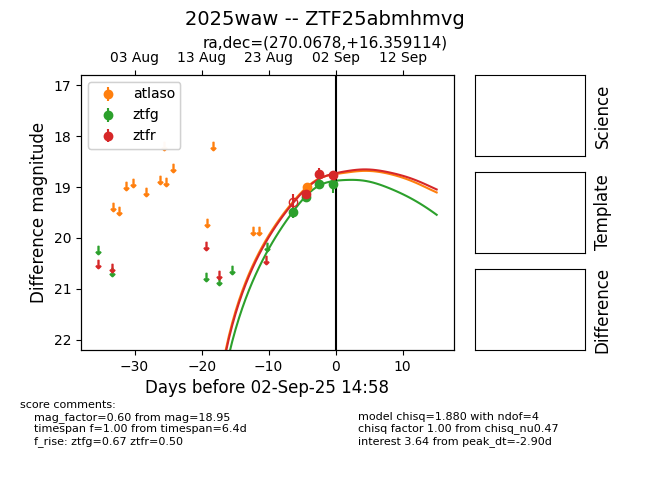 2025waw -- ZTF25abmhmvg
ra,dec=(270.0678,+16.359114)
03 Aug 13 Aug 23 Aug 02 Sep 12 Sep
atlaso
ztfg
ztfr
17
18
19
20
21
22
Difference magnitude
−30 −20 −10 0 10
Days before 02-Sep-25 14:58
Science
Template
Difference
score comments:
mag_factor=0.60 from mag=18.95
timespan f=1.00 from timespan=6.4d
f_rise: ztfg=0.67 ztfr=0.50
model chisq=1.880 with ndof=4
chisq factor 1.00 from chisq_nu0.47
interest 3.64 from peak_dt=-2.90d